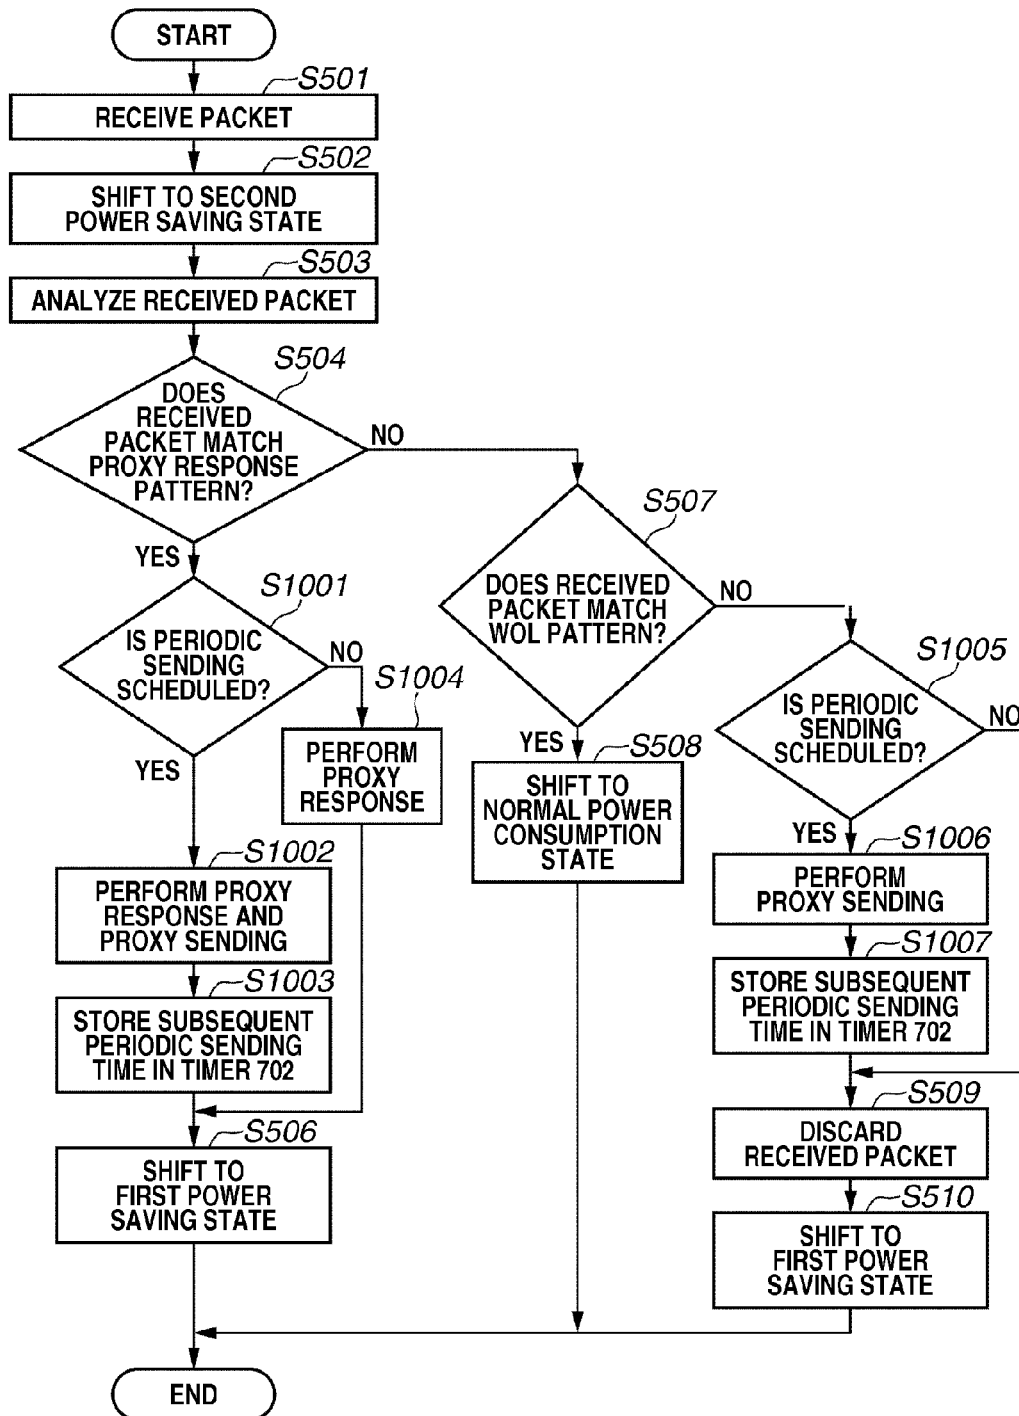 START
S501
RECEIVE PACKET
S502
SHIFT TO SECOND
POWER SAVING STATE
S503
ANALYZE RECEIVED PACKET
S504
DOES
RECEIVED
PACKET MATCH
PROXY RESPONSE
PATTERN?
NO
YES
S507
DOES RECEIVED
PACKET MATCH
WOL PATTERN?
NO
YES
S1001
IS PERIODIC
SENDING
SCHEDULED?
NO
YES
S1004
PERFORM
PROXY
RESPONSE
S508
SHIFT TO
NORMAL POWER
CONSUMPTION
STATE
S1005
IS PERIODIC
SENDING
SCHEDULED?
NO
YES
S1002
PERFORM PROXY
RESPONSE AND
PROXY SENDING
S1003
STORE SUBSEQUENT
PERIODIC SENDING
TIME IN TIMER 702
S506
SHIFT TO
FIRST POWER
SAVING STATE
S1006
PERFORM
PROXY SENDING
S1007
STORE SUBSEQUENT
PERIODIC SENDING
TIME IN TIMER 702
S509
DISCARD
RECEIVED PACKET
S510
SHIFT TO
FIRST POWER
SAVING STATE
END